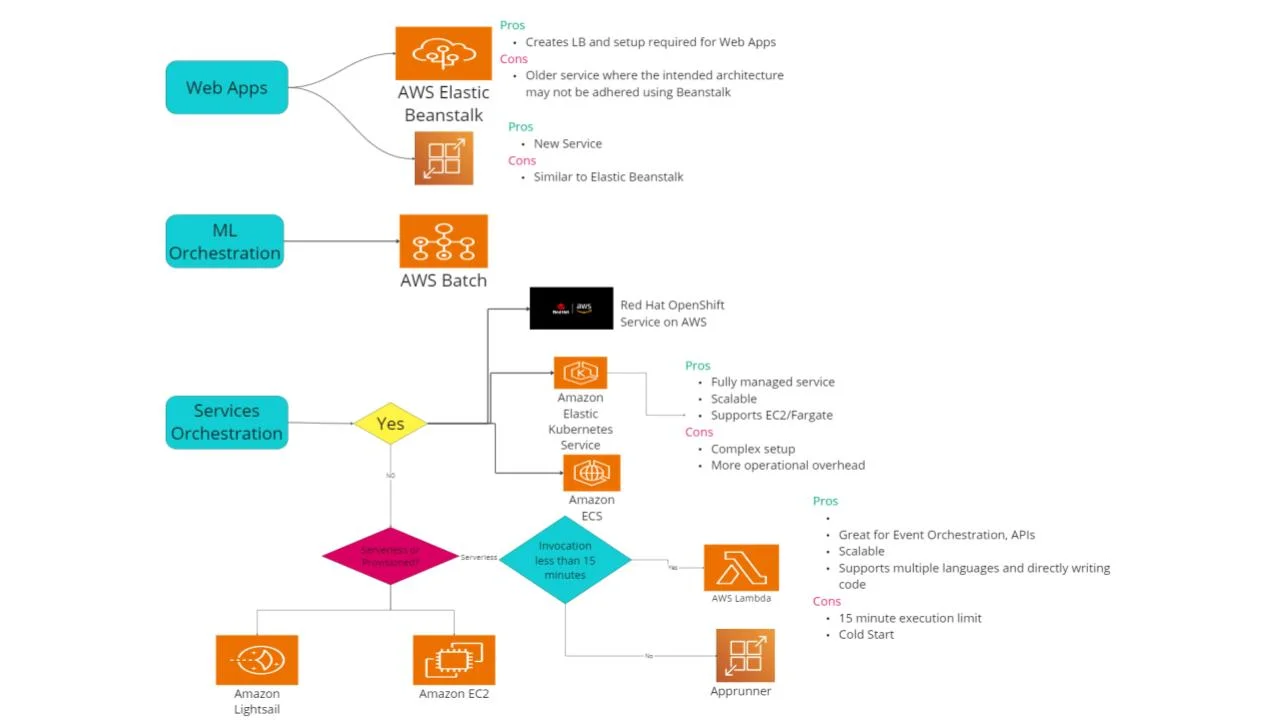 Web Apps
AWS Elastic
Beanstalk
Pros
• Creates LB and setup required for Web Apps
Cons
• Older service where the intended architecture
may not be adhered using Beanstalk
Pros
• New Service
Cons
• Similar to Elastic Beanstalk
ML
Orchestration
AWS Batch
Red Hat
aws
Red Hat OpenShift
Service on AWS
Services
Orchestration
Yes
Amazon
Elastic
Kubernetes
Service
Pros
• Fully managed service
• Scalable
• Supports EC2/Fargate
Cons
• Complex setup
• More operational overhead
Amazon
ECS
NO
Serverless or
Provisioned?
Serverless
Invocation
less than 15
minutes
Yes
AWS Lambda
Pros
•
• Great for Event Orchestration, APIs
• Scalable
• Supports multiple languages and directly writing
code
Cons
• 15 minute execution limit
• Cold Start
No
Apprunner
Amazon
Lightsail
Amazon EC2